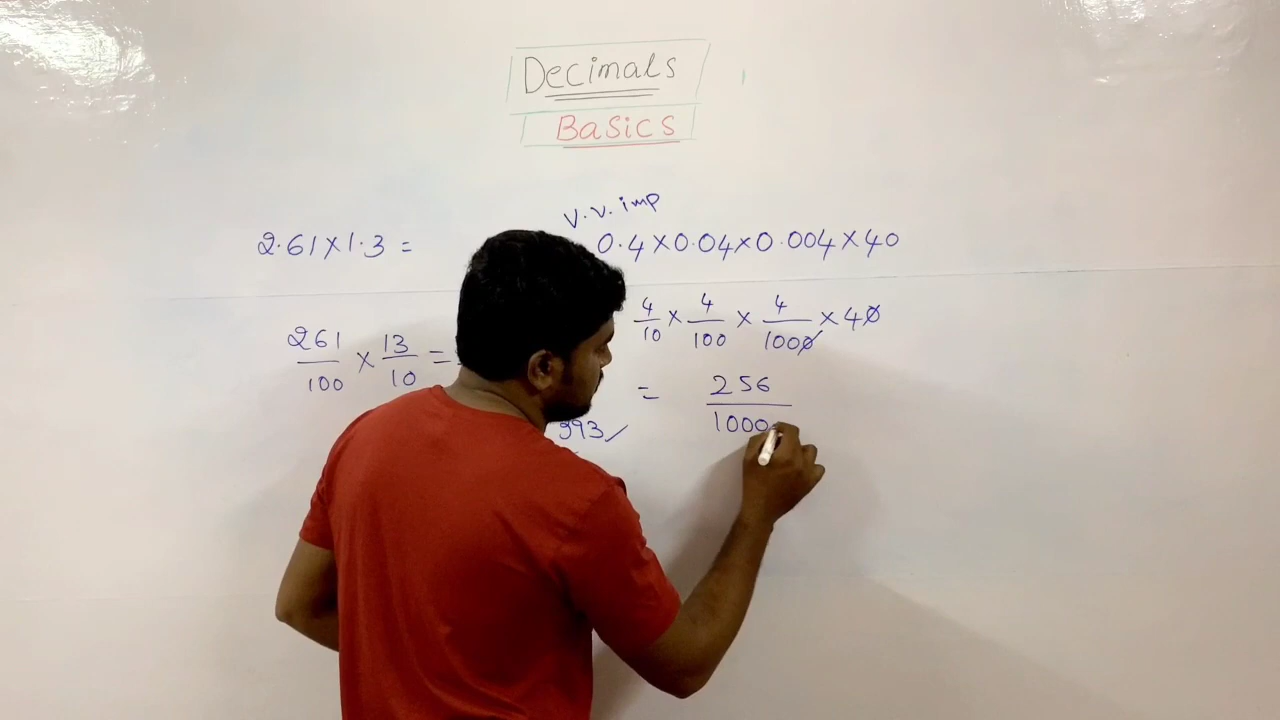 Decimals
Basics
V.V.imp
2.61×1.3 =
0.4×0.04×0.004×40
261/100 × 13/10 =
4/10 × 4/100 × 4/1000 × 40
= 256/1000
393✓